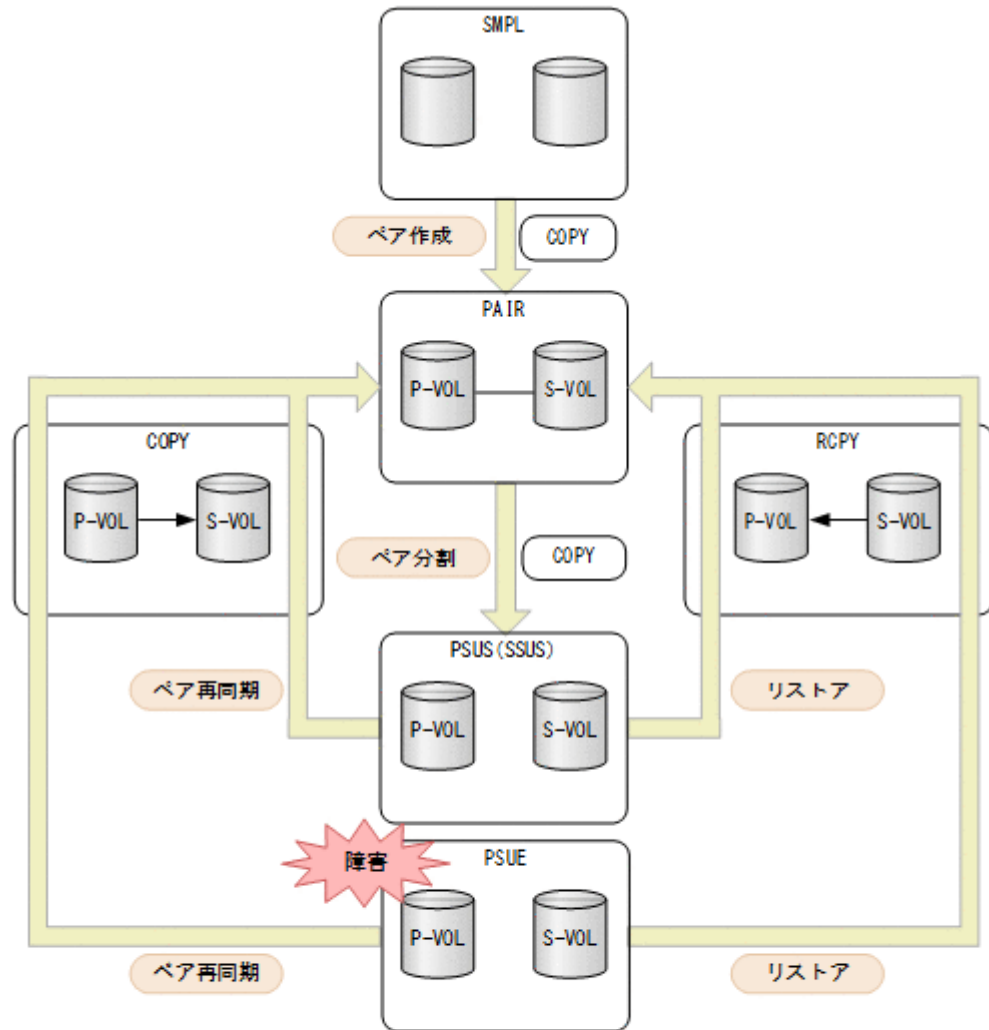 SMPL
ペア作成
COPY
PAIR
P-VOL
S-VOL
COPY
P-VOL
S-VOL
RCPY
P-VOL
S-VOL
ペア分割
COPY
PSUS(SSUS)
P-VOL
S-VOL
ペア再同期
リストア
障害
PSUE
P-VOL
S-VOL
ペア再同期
リストア